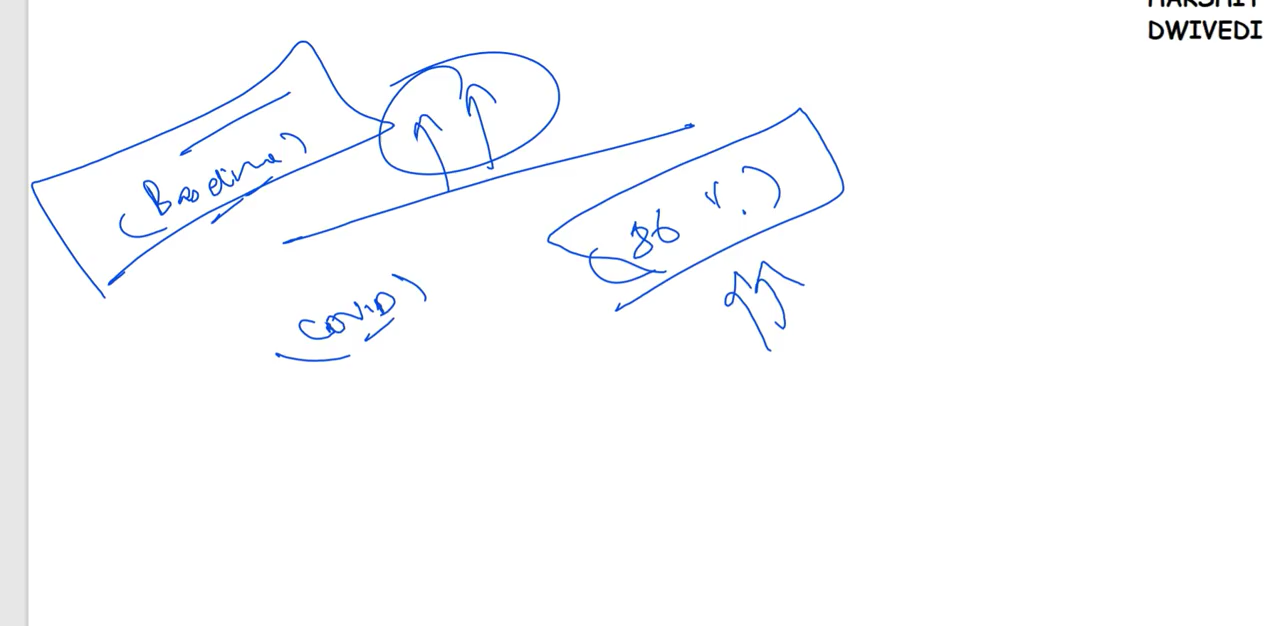 DWIVEDI
(Baseline)
↑ ↑
(86 %)
(COVID)